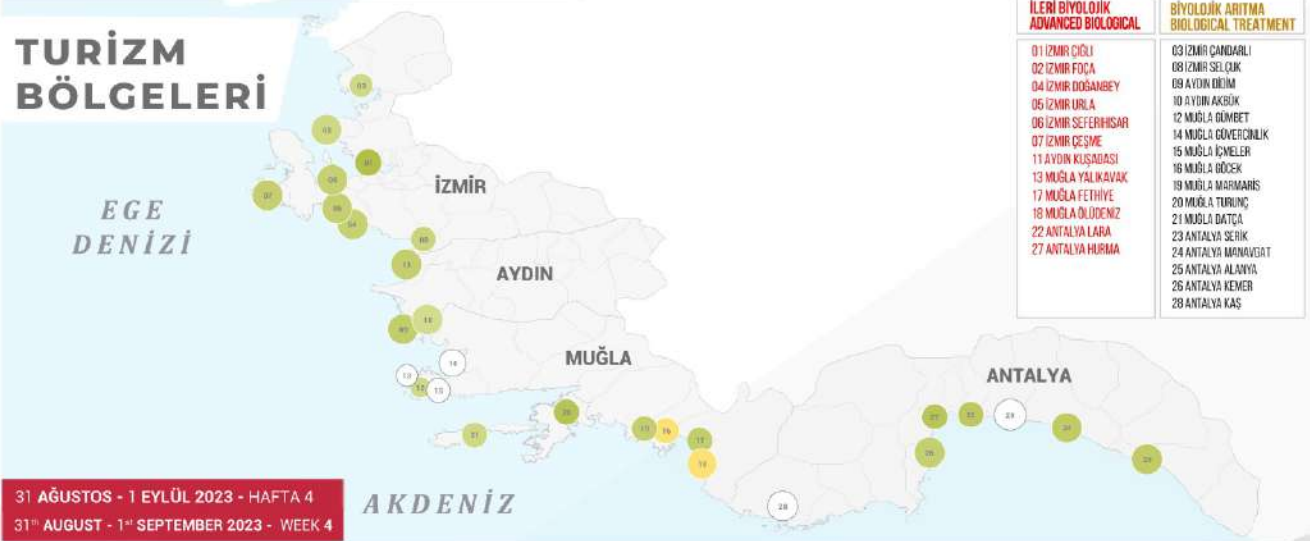 TURİZM
BÖLGELERİ
EGE
DENİZİ
AKDENİZ
İZMİR
AYDIN
MUĞLA
ANTALYA
31 AĞUSTOS - 1 EYLÜL 2023 - HAFTA 4
31th AUGUST - 1st SEPTEMBER 2023 - WEEK 4
İLERİ BİYOLOJİK
ADVANCED BIOLOGICAL
01 İZMİR ÇİĞLİ
02 İZMİR FOÇA
04 İZMİR DOĞANBEY
05 İZMİR URLA
06 İZMİR SEFERİHİSAR
07 İZMİR ÇEŞME
11 AYDIN KUŞADASI
13 MUĞLA YALIKAVAK
17 MUĞLA FETHİYE
18 MUĞLA ÖLÜDENİZ
22 ANTALYA LARA
27 ANTALYA HURMA
BİYOLOJİK ARITMA
BIOLOGICAL TREATMENT
03 İZMİR ÇANDARLI
08 İZMİR SELÇUK
09 AYDIN DİDİM
10 AYDIN AKBÜK
12 MUĞLA GÜMBET
14 MUĞLA GÜVERCİNLİK
15 MUĞLA İÇMELER
16 MUĞLA GÖCEK
19 MUĞLA MARMARİS
20 MUĞLA TURUNÇ
21 MUĞLA DATÇA
23 ANTALYA SERİK
24 ANTALYA MANAVGAT
25 ANTALYA ALANYA
26 ANTALYA KEMER
28 ANTALYA KAŞ
07
28